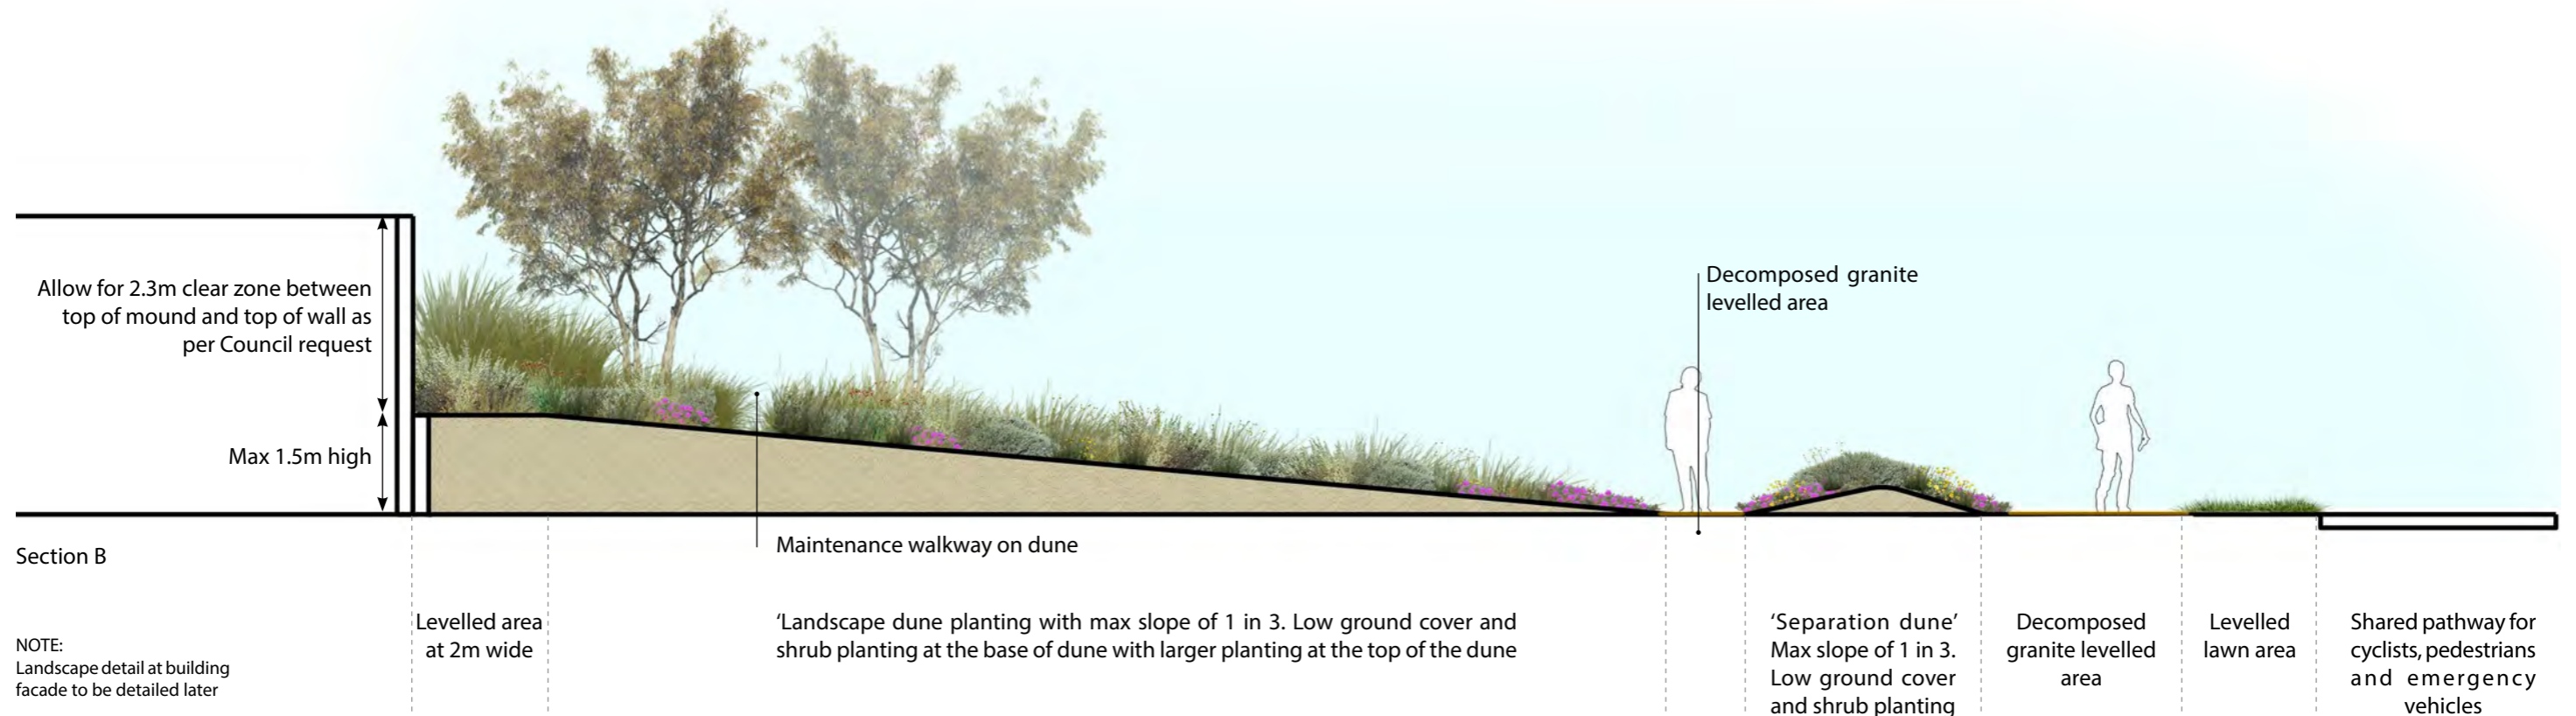 Allow for 2.3m clear zone between
top of mound and top of wall as
per Council request
Max 1.5m high
Decomposed granite
levelled area
Section B
Maintenance walkway on dune
NOTE:
Landscape detail at building
facade to be detailed later
Levelled area
at 2m wide
‘Landscape dune planting with max slope of 1 in 3. Low ground cover and
shrub planting at the base of dune with larger planting at the top of the dune
‘Separation dune’
Max slope of 1 in 3.
Low ground cover
and shrub planting
Decomposed
granite levelled
area
Levelled
lawn area
Shared pathway for
cyclists, pedestrians
and emergency
vehicles